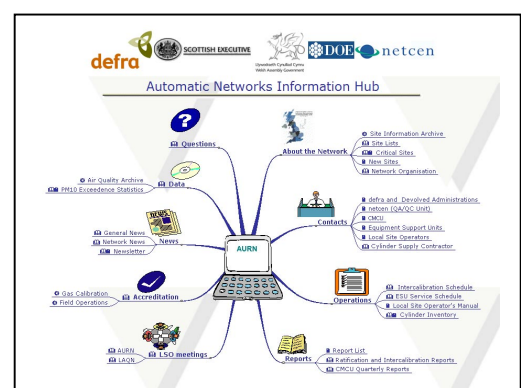 defra
SCOTTISH EXECUTIVE
Llywodraeth Cynulliad Cymru
Welsh Assembly Government
DOE
netcen
Automatic Networks Information Hub
?
Questions
Air Quality Archive
PM10 Exceedence Statistics
Data
NEWS
General News
Network News
Newsletter
News
Gas Calibration
Field Operations
Accreditation
AURN
LAQN
LSO meetings
AURN
About the Network
Site Information Archive
Site Lists
Critical Sites
New Sites
Network Organisation
Contacts
defra and Devolved Administrations
netcen (QA/QC Unit)
CMCU
Equipment Support Units
Local Site Operators
Cylinder Supply Contractor
Operations
Intercalibration Schedule
ESU Service Schedule
Local Site Operator's Manual
Cylinder Inventory
Reports
Report List
Ratification and Intercalibration Reports
CMCU Quarterly Reports